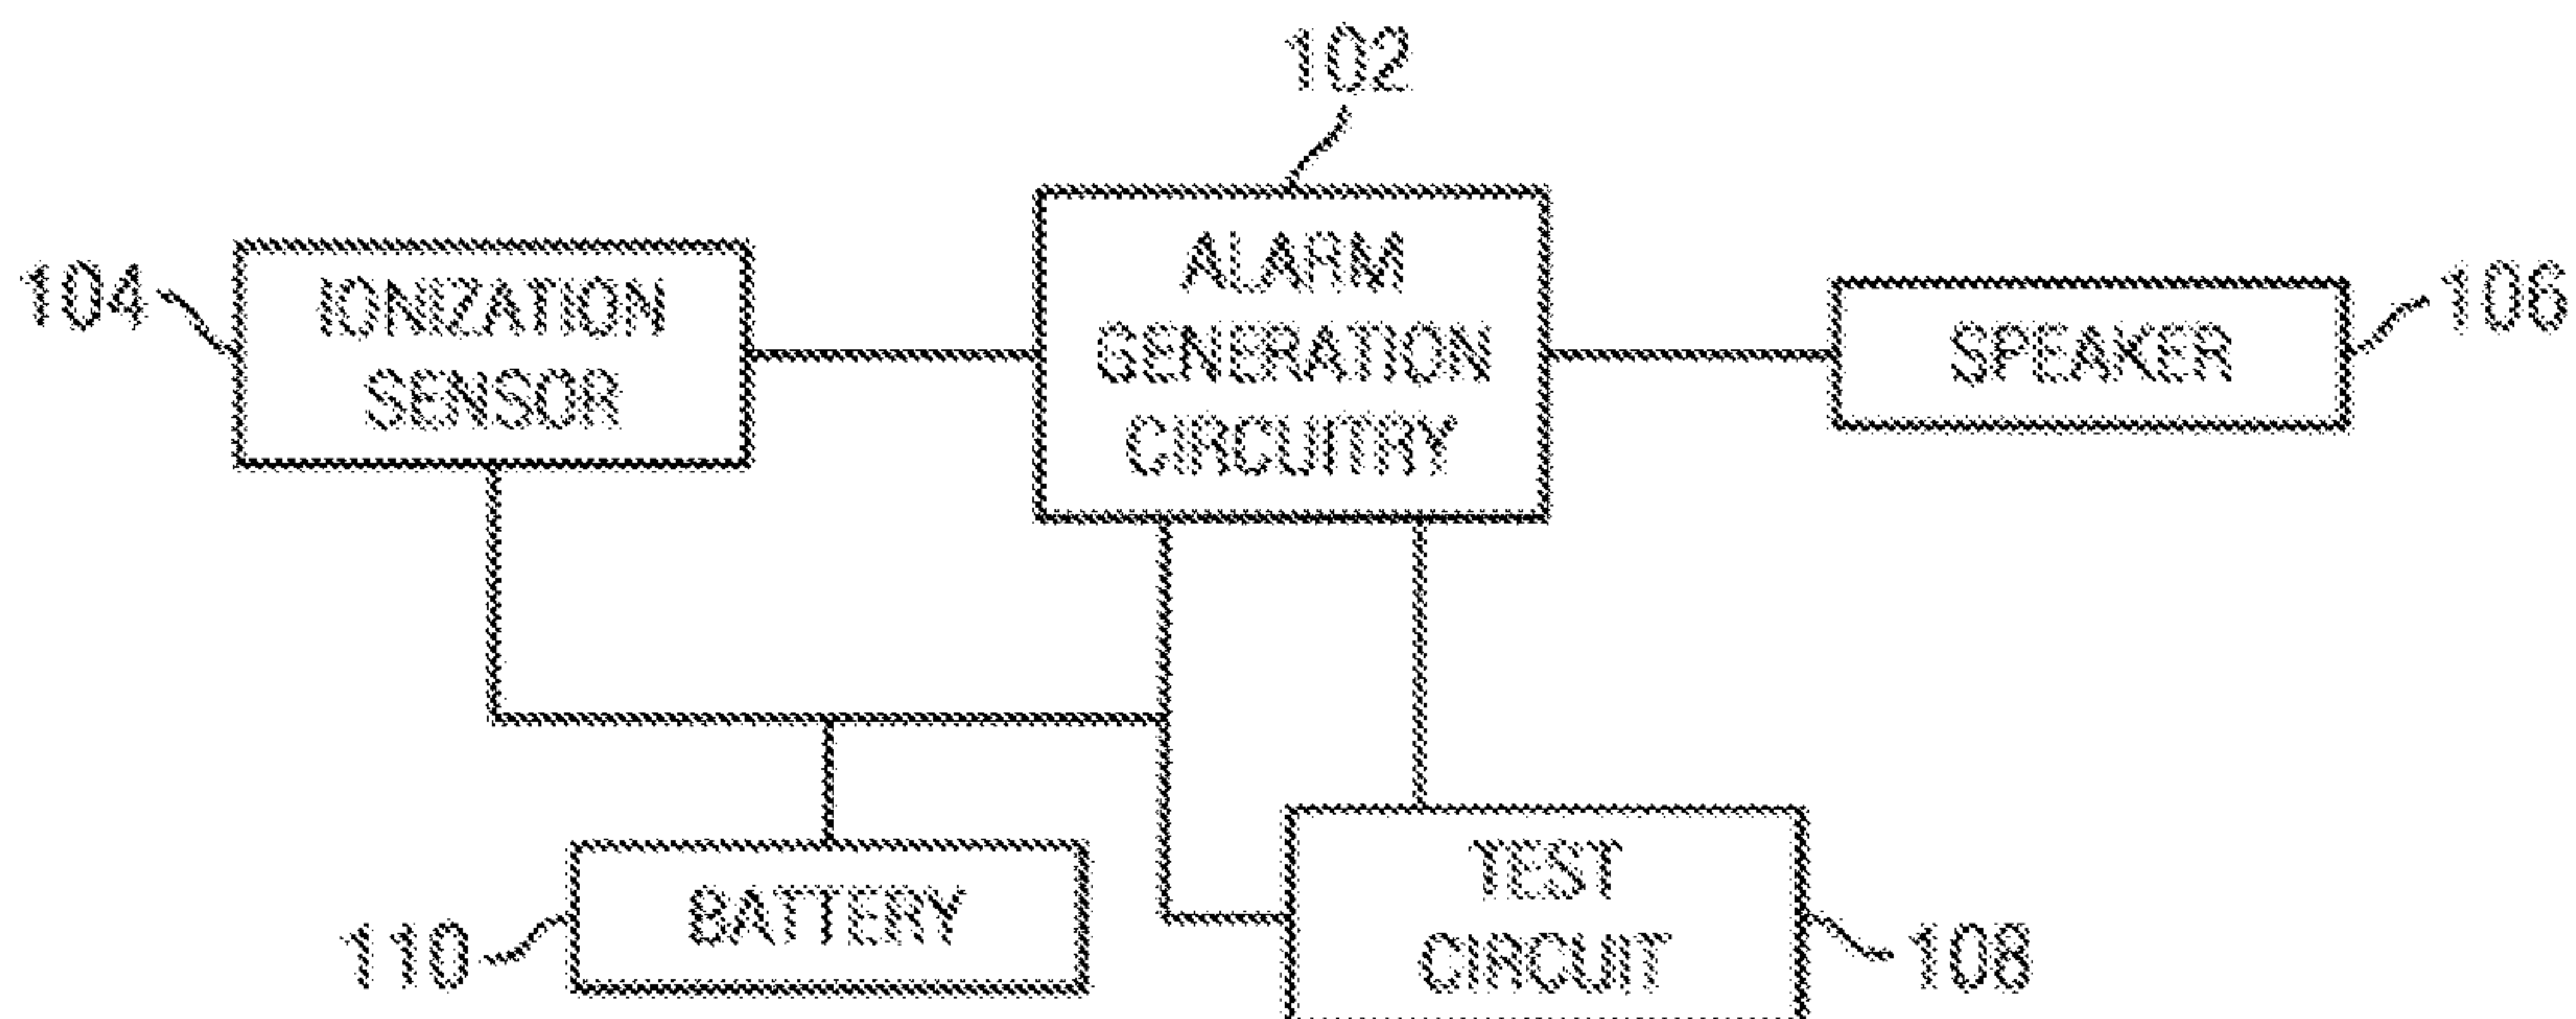 102
104
IONIZATION
SENSOR
ALARM
GENERATION
CIRCUITRY
SPEAKER
106
110
BATTERY
TEST
CIRCUIT
108